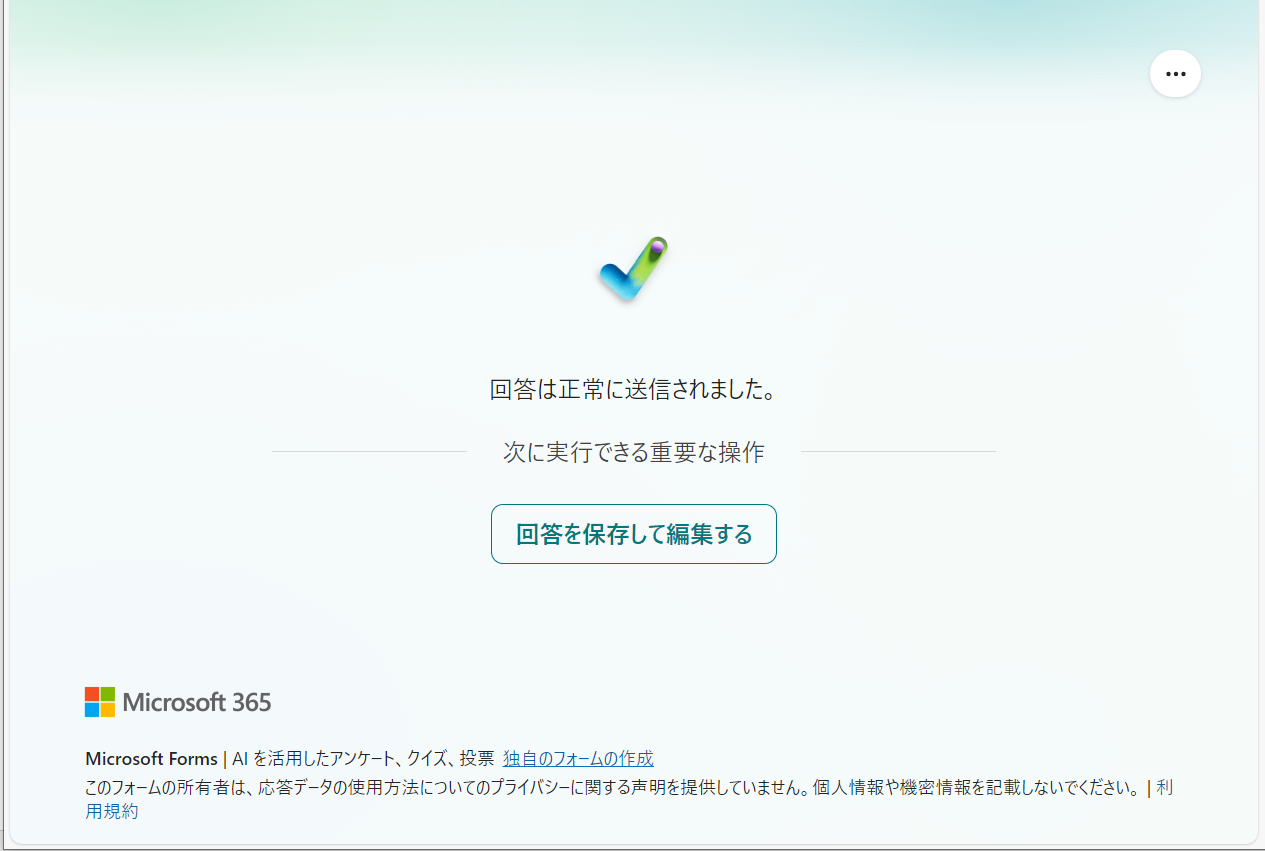 回答は正常に送信されました。
次に実行できる重要な操作
回答を保存して編集する
Microsoft 365
Microsoft Forms | AI を活用したアンケート、クイズ、投票 独自のフォームの作成
このフォームの所有者は、応答データの使用方法についてのプライバシーに関する声明を提供していません。個人情報や機密情報を記載しないでください。 | 利
用規約